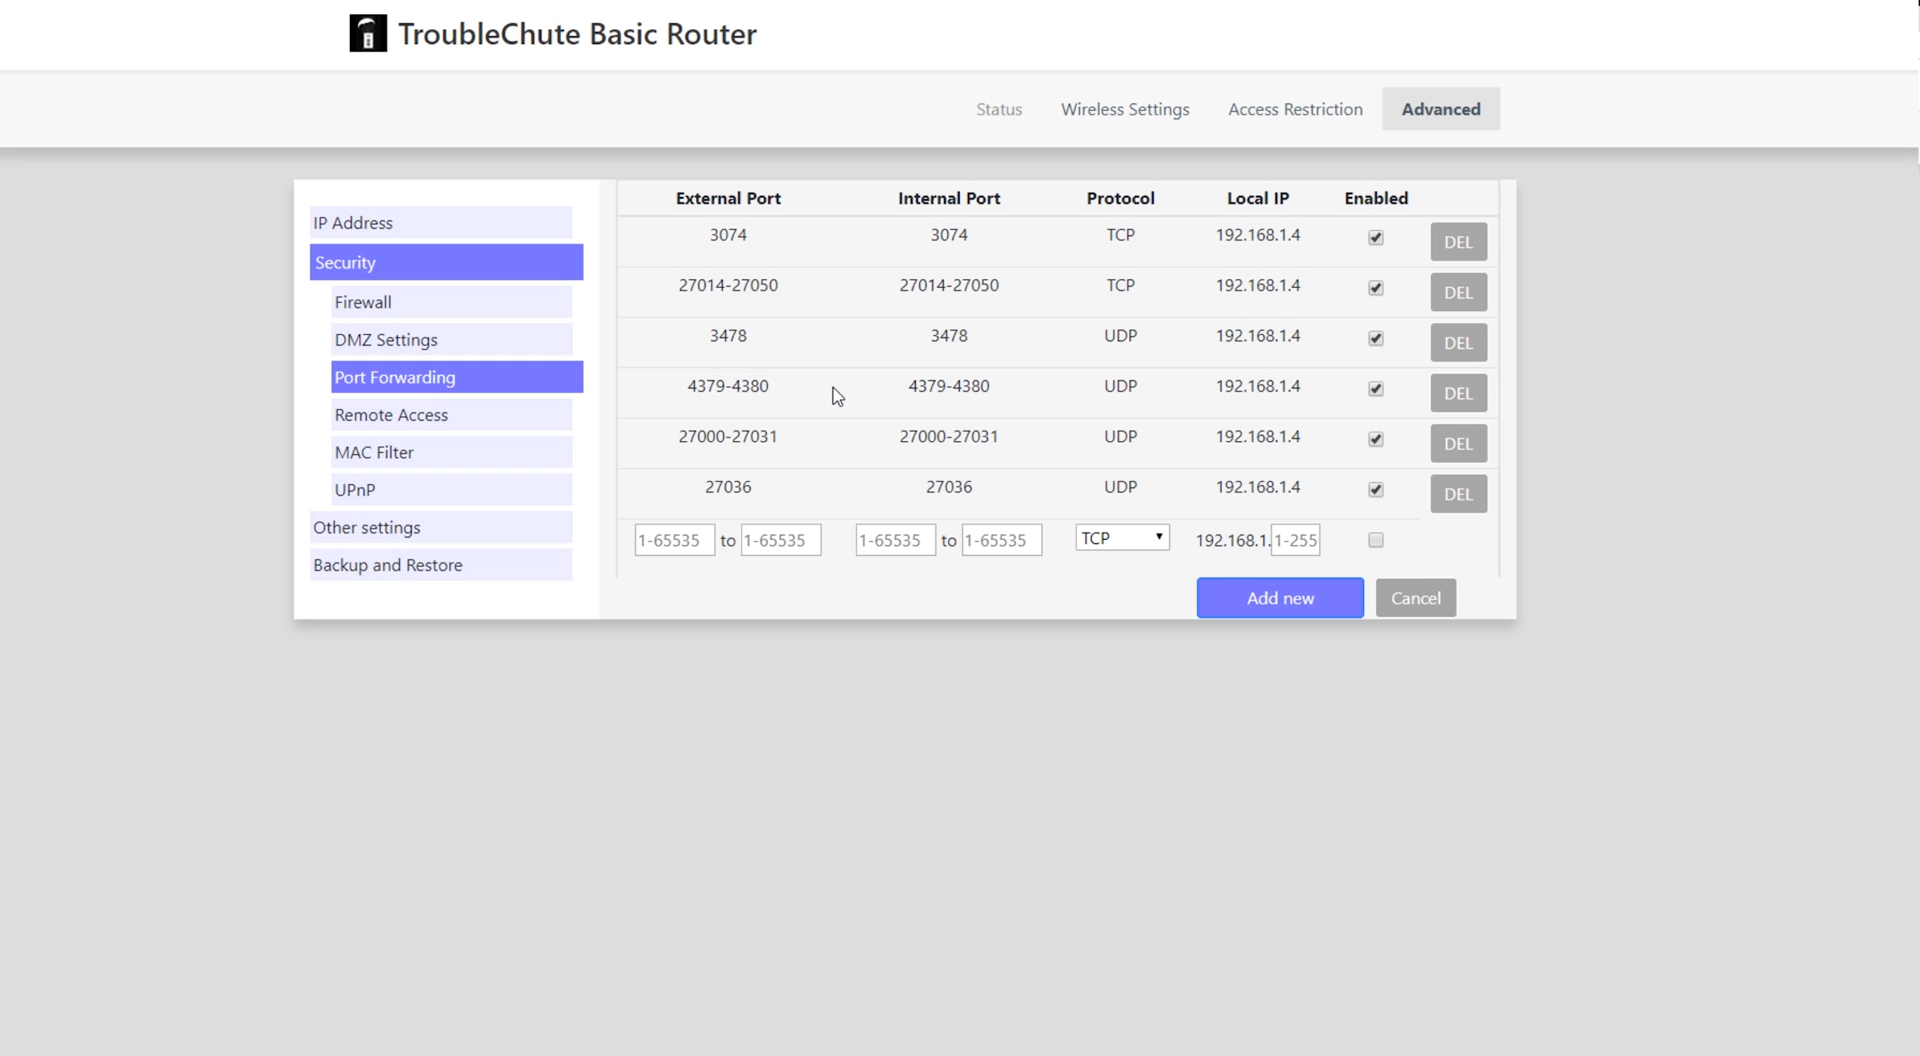 TroubleChute Basic Router
Status Wireless Settings Access Restriction Advanced
IP Address
Security
Firewall
DMZ Settings
Port Forwarding
Remote Access
MAC Filter
UPnP
Other settings
Backup and Restore
External Port Internal Port Protocol Local IP Enabled
3074 3074 TCP 192.168.1.4 DEL
27014-27050 27014-27050 TCP 192.168.1.4 DEL
3478 3478 UDP 192.168.1.4 DEL
4379-4380 4379-4380 UDP 192.168.1.4 DEL
27000-27031 27000-27031 UDP 192.168.1.4 DEL
27036 27036 UDP 192.168.1.4 DEL
1-65535 to 1-65535 1-65535 to 1-65535 TCP 192.168.1. 1-255
Add new Cancel